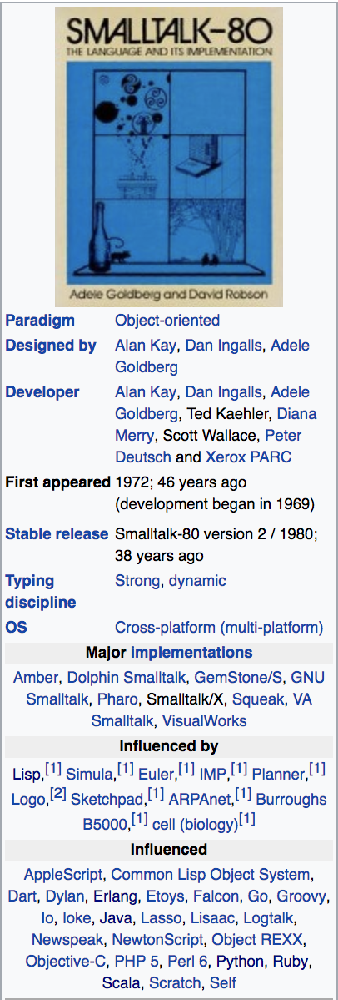 SMALLTALK-80
THE LANGUAGE AND ITS IMPLEMENTATION
Adele Goldberg and David Robson
Paradigm Object-oriented
Designed by Alan Kay, Dan Ingalls, Adele
Goldberg
Developer Alan Kay, Dan Ingalls, Adele
Goldberg, Ted Kaehler, Diana
Merry, Scott Wallace, Peter
Deutsch and Xerox PARC
First appeared 1972; 46 years ago
(development began in 1969)
Stable release Smalltalk-80 version 2 / 1980;
38 years ago
Typing Strong, dynamic
discipline
OS Cross-platform (multi-platform)
Major implementations
Amber, Dolphin Smalltalk, GemStone/S, GNU
Smalltalk, Pharo, Smalltalk/X, Squeak, VA
Smalltalk, VisualWorks
Influenced by
Lisp,[1] Simula,[1] Euler,[1] IMP,[1] Planner,[1]
Logo,[2] Sketchpad,[1] ARPAnet,[1] Burroughs
B5000,[1] cell (biology)[1]
Influenced
AppleScript, Common Lisp Object System,
Dart, Dylan, Erlang, Etoys, Falcon, Go, Groovy,
Io, Ioke, Java, Lasso, Lisaac, Logtalk,
Newspeak, NewtonScript, Object REXX,
Objective-C, PHP 5, Perl 6, Python, Ruby,
Scala, Scratch, Self